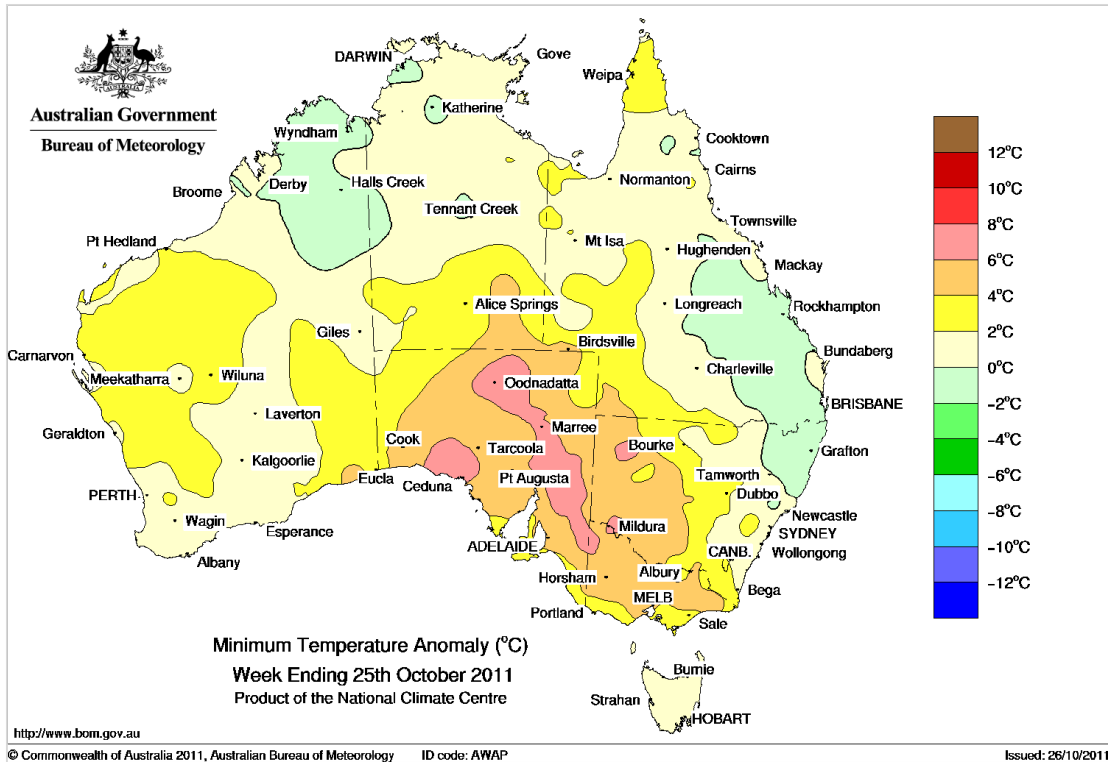 Australian Government
Bureau of Meteorology
AUSTRALIA
DARWIN
Gove
Weipa
Katherine
Wyndham
Cooktown
Cairns
Derby
Halls Creek
Broome
Normanton
Tennant Creek
Townsville
Pt Hedland
Mt Isa
Hughenden
Mackay
Alice Springs
Longreach
Rockhampton
Giles
Birdsville
Carnarvon
Bundaberg
Meekatharra
Wiluna
Oodnadatta
Charleville
Laverton
BRISBANE
Geraldton
Marree
Cook
Tarcoola
Bourke
Grafton
Kalgoorlie
Eucla
Ceduna
Pt Augusta
Tamworth
PERTH
Dubbo
Newcastle
Wagin
Esperance
Mildura
SYDNEY
ADELAIDE
CANB.
Wollongong
Albany
Horsham
Albury
Bega
MELB
Portland
Sale
Burnie
Strahan
HOBART
12°C
10°C
8°C
6°C
4°C
2°C
0°C
−2°C
−4°C
−6°C
−8°C
−10°C
−12°C
Minimum Temperature Anomaly (°C)
Week Ending 25th October 2011
Product of the National Climate Centre
http://www.bom.gov.au
© Commonwealth of Australia 2011, Australian Bureau of Meteorology ID code: AWAP Issued: 26/10/2011